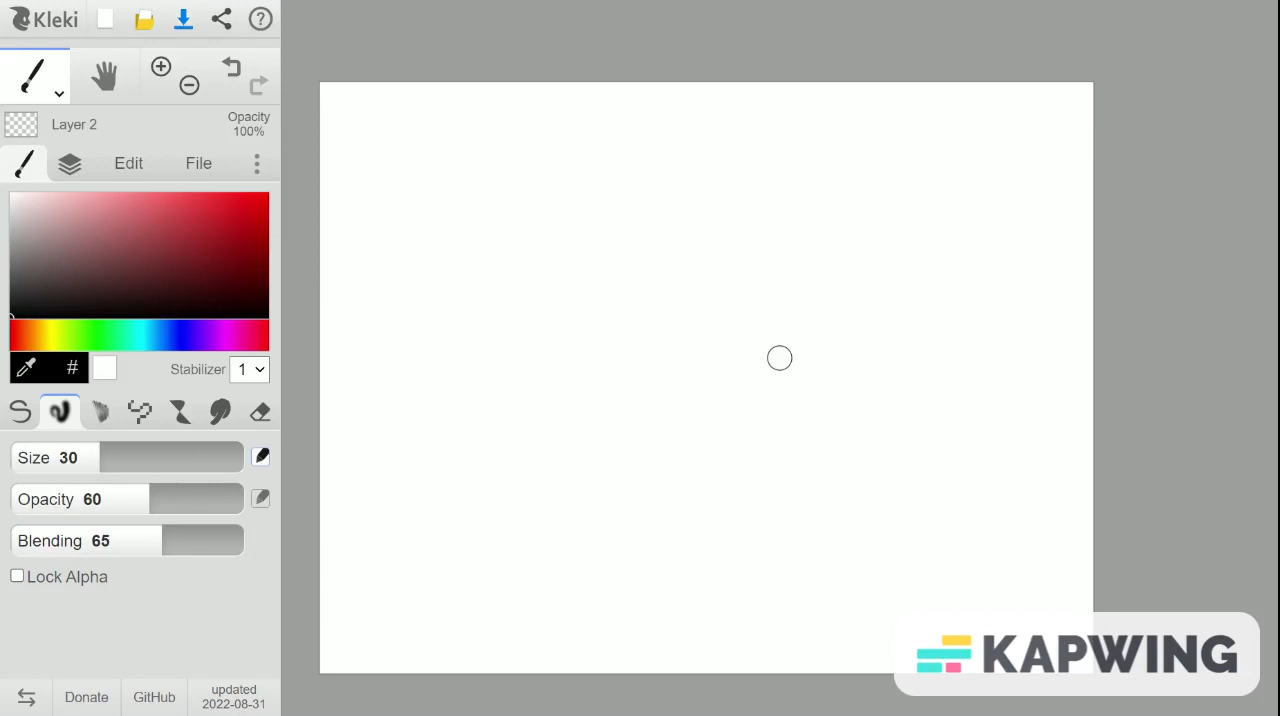 Kleki
Layer 2
Opacity
100%
Edit
File
#
Stabilizer
1
Size 30
Opacity 60
Blending 65
Lock Alpha
Donate
GitHub
updated
2022-08-31
KAPWING